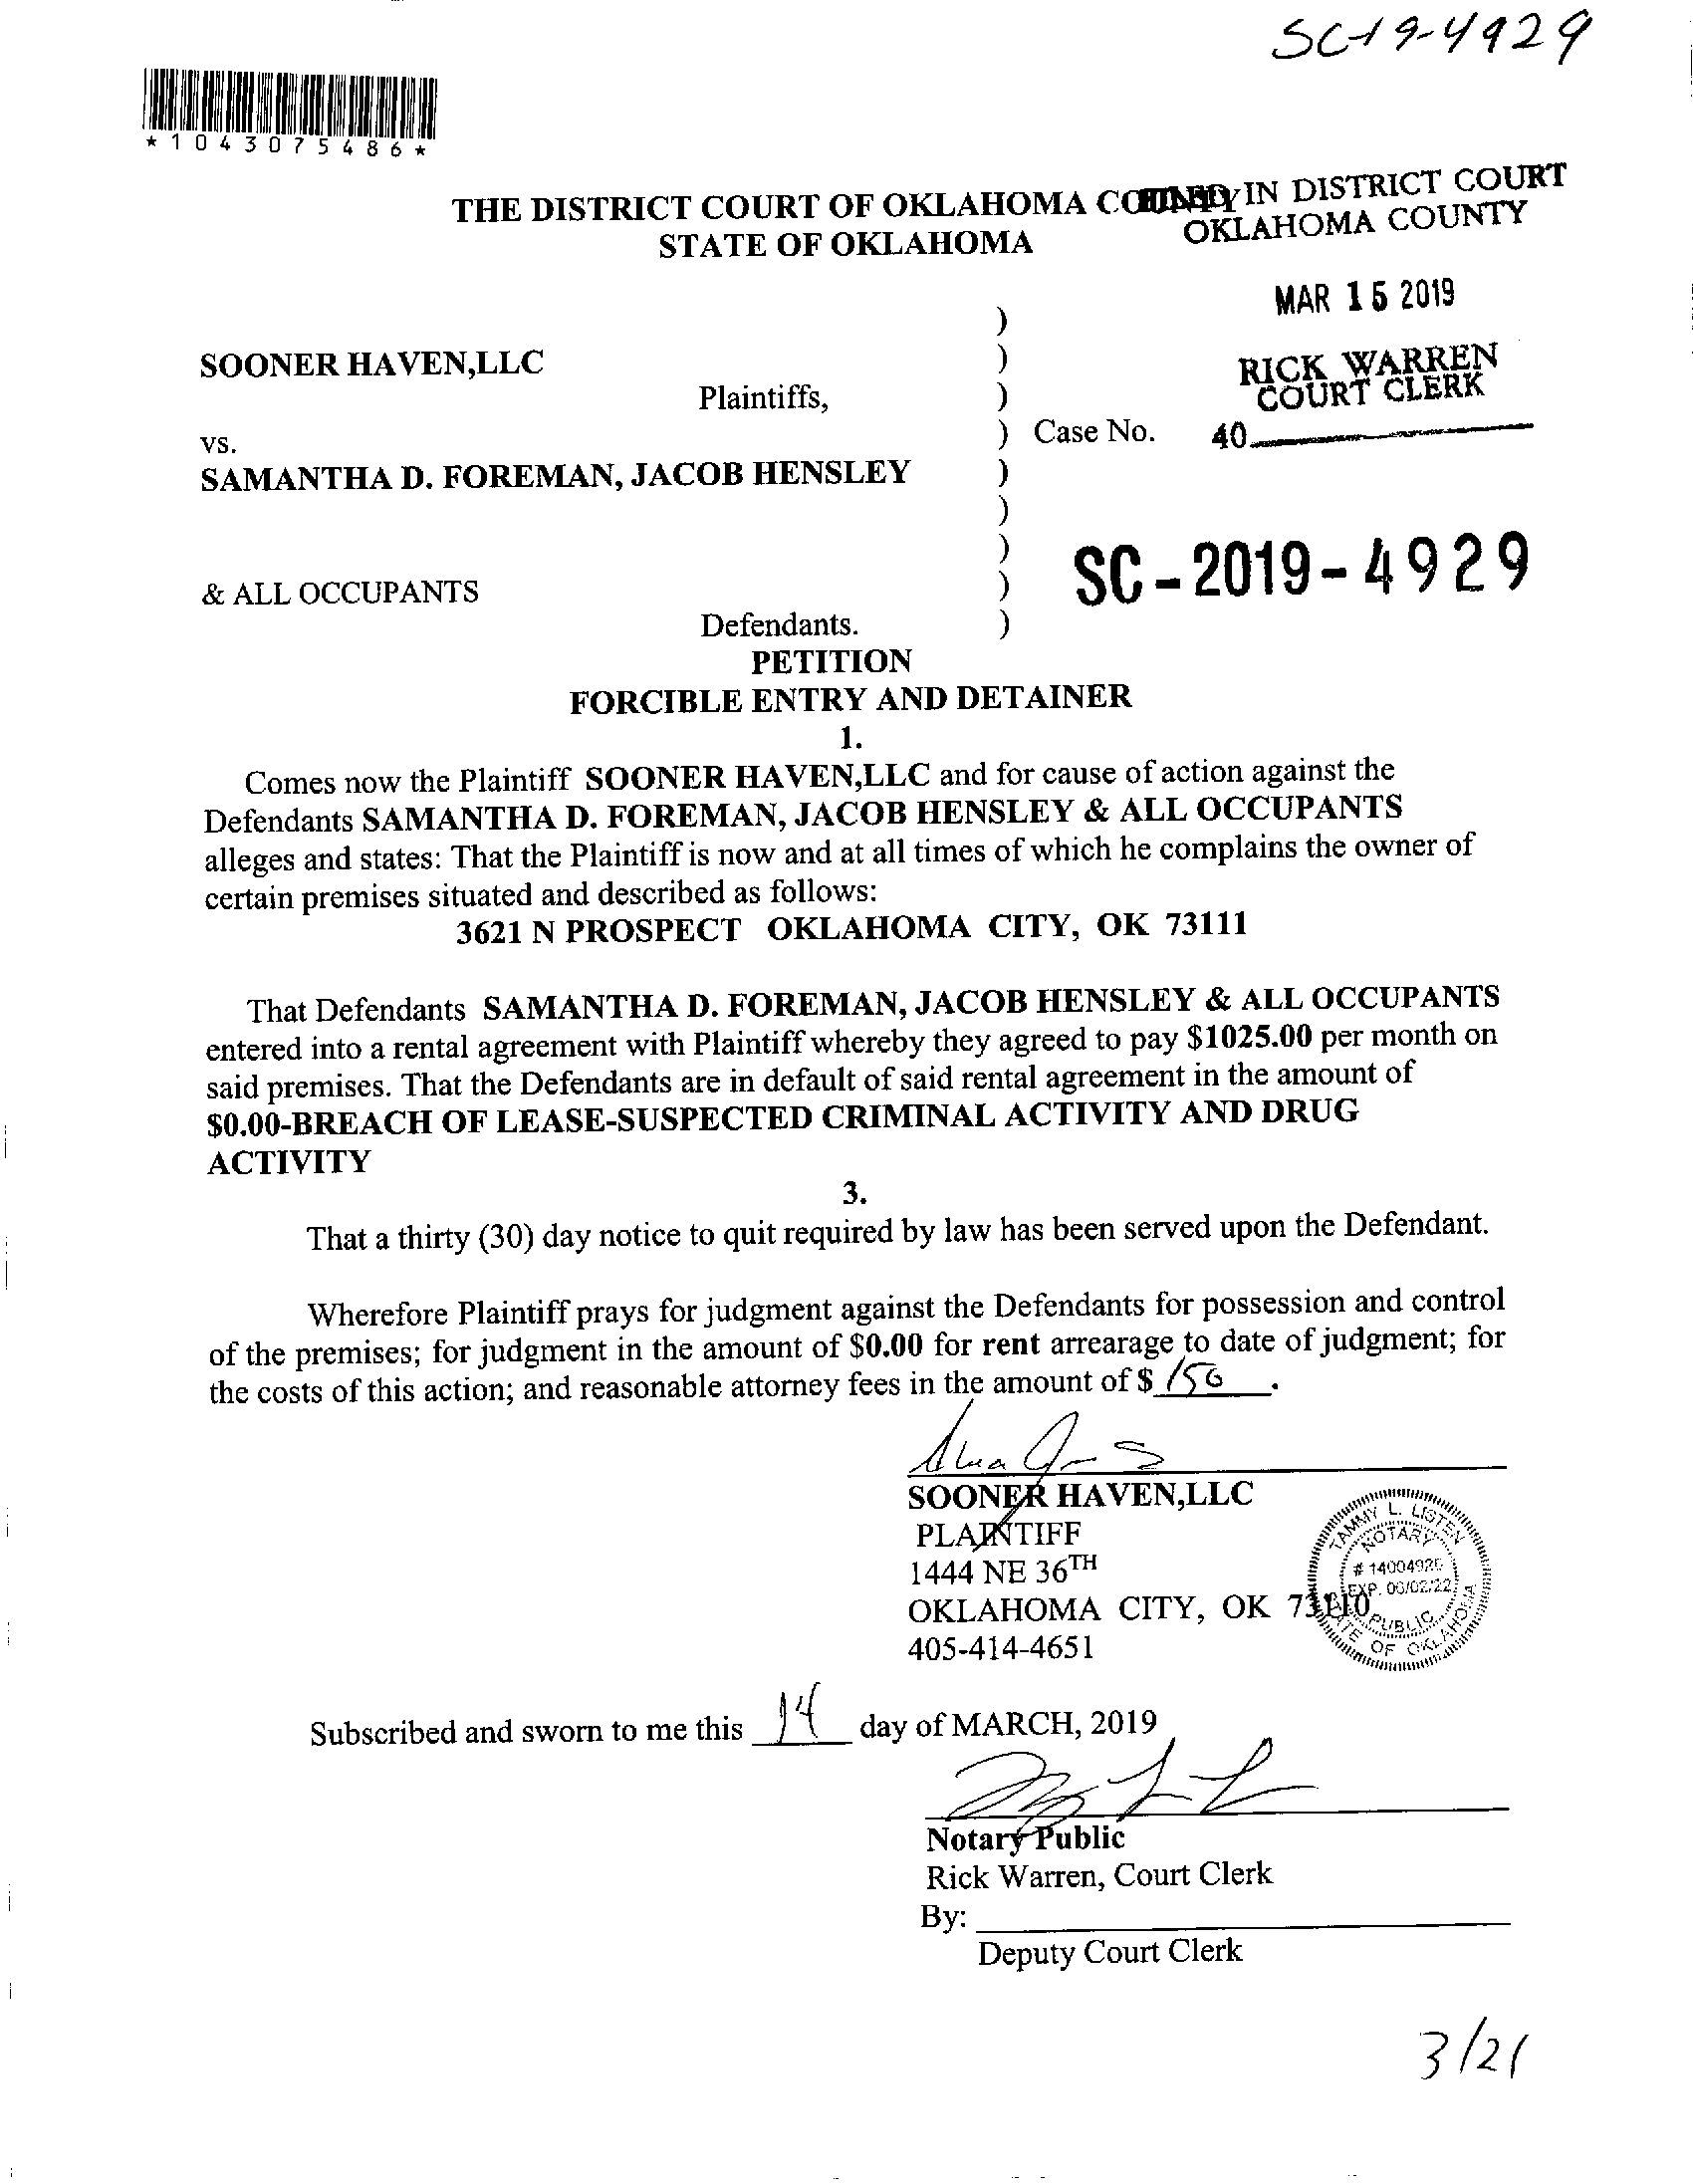 SC-19-4929
*1043075486*
THE DISTRICT COURT OF OKLAHOMA COUNTY
STATE OF OKLAHOMA
FILED IN DISTRICT COURT
OKLAHOMA COUNTY
MAR 15 2019
RICK WARREN
COURT CLERK
40
SOONER HAVEN,LLC
Plaintiffs,
vs.
Case No.
SAMANTHA D. FOREMAN, JACOB HENSLEY
SC-2019-4929
& ALL OCCUPANTS
Defendants.
)
)
)
)
)
)
)
)
)
PETITION
FORCIBLE ENTRY AND DETAINER
1.
Comes now the Plaintiff SOONER HAVEN,LLC and for cause of action against the
Defendants SAMANTHA D. FOREMAN, JACOB HENSLEY & ALL OCCUPANTS
alleges and states: That the Plaintiff is now and at all times of which he complains the owner of
certain premises situated and described as follows:
3621 N PROSPECT OKLAHOMA CITY, OK 73111
That Defendants SAMANTHA D. FOREMAN, JACOB HENSLEY & ALL OCCUPANTS
entered into a rental agreement with Plaintiff whereby they agreed to pay $1025.00 per month on
said premises. That the Defendants are in default of said rental agreement in the amount of
$0.00-BREACH OF LEASE-SUSPECTED CRIMINAL ACTIVITY AND DRUG
ACTIVITY
3.
That a thirty (30) day notice to quit required by law has been served upon the Defendant.
Wherefore Plaintiff prays for judgment against the Defendants for possession and control
of the premises; for judgment in the amount of $0.00 for rent arrearage to date of judgment; for
the costs of this action; and reasonable attorney fees in the amount of $ 150 .
SOONER HAVEN,LLC
PLAINTIFF
1444 NE 36TH
OKLAHOMA CITY, OK 73110
405-414-4651
TAMMY L. LISTEN
NOTARY
EXP. 06/02/22
PUBLIC
STATE OF OKLAHOMA
Subscribed and sworn to me this 14 day of MARCH, 2019
Notary Public
Rick Warren, Court Clerk
By:
Deputy Court Clerk
3/21